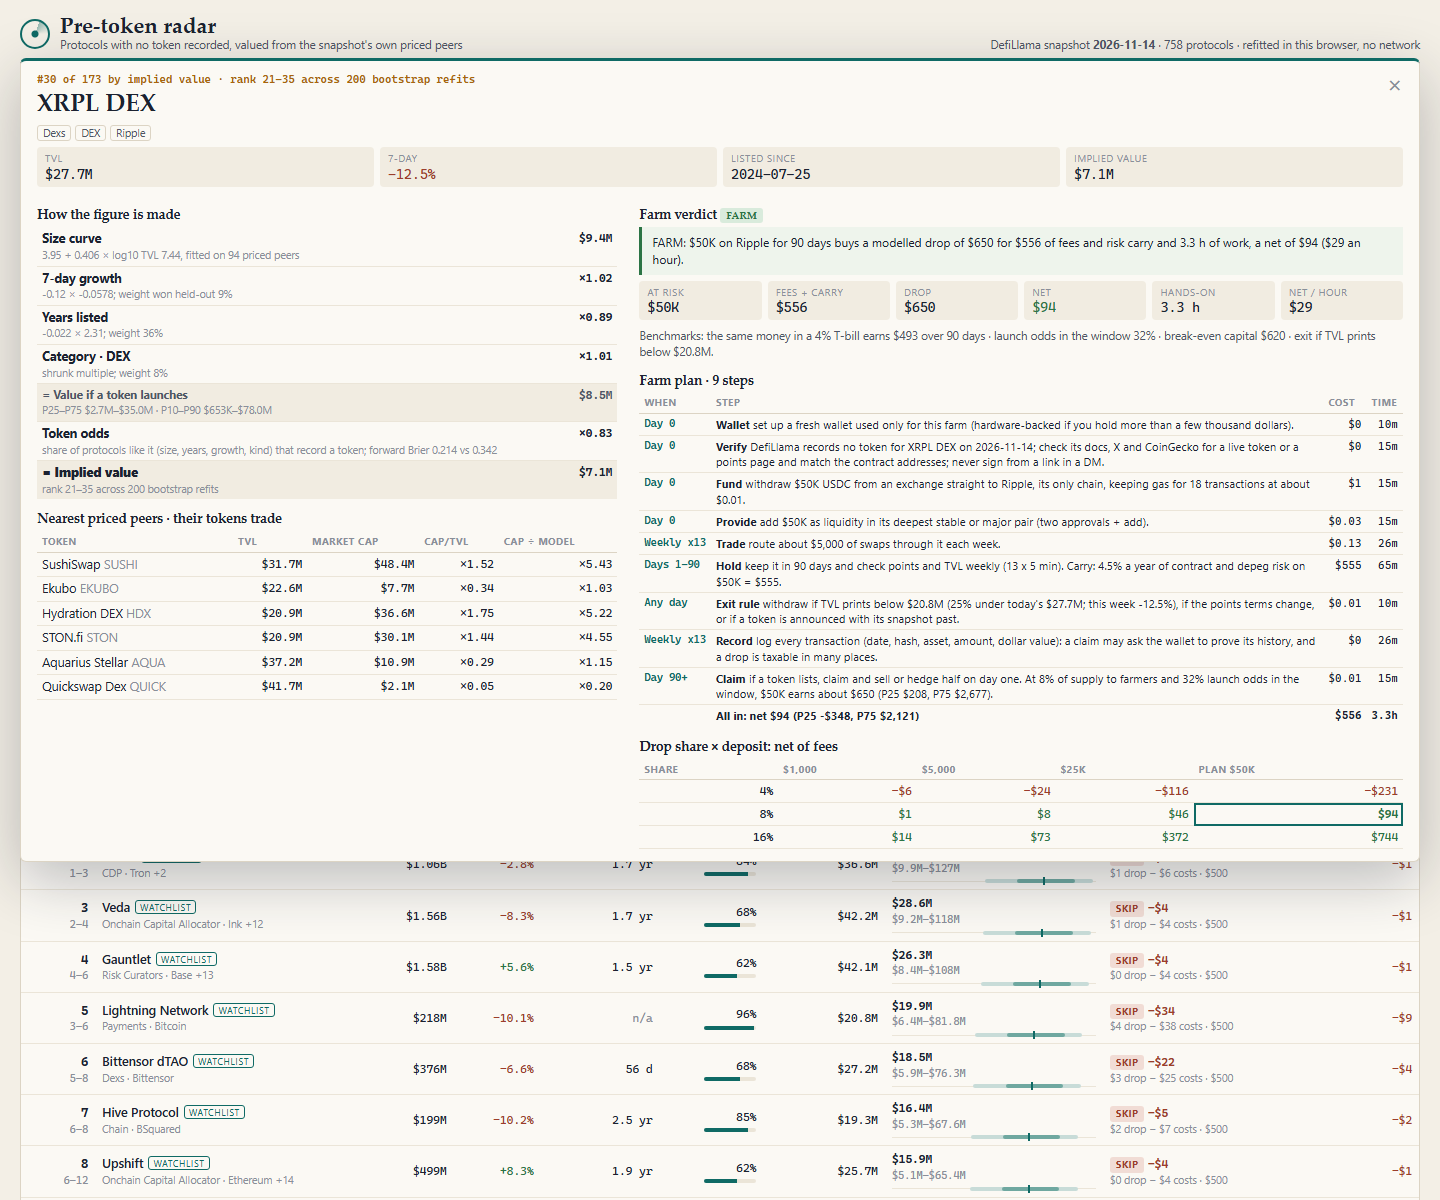 Pre-token radar
Protocols with no token recorded, valued from the snapshot's own priced peers
DefiLlama snapshot 2026-11-14 · 758 protocols · refitted in this browser, no network
#30 of 173 by implied value · rank 21–35 across 200 bootstrap refits
×
XRPL DEX
Dexs DEX Ripple
TVL 7-DAY LISTED SINCE IMPLIED VALUE
$27.7M −12.5% 2024-07-25 $7.1M
How the figure is made
Size curve $9.4M
3.95 + 0.406 × log10 TVL 7.44, fitted on 94 priced peers
7-day growth ×1.02
-0.12 × -0.0578; weight won held-out 9%
Years listed ×0.89
-0.022 × 2.31; weight 36%
Category · DEX ×1.01
shrunk multiple; weight 8%
= Value if a token launches $8.5M
P25–P75 $2.7M–$35.0M · P10–P90 $653K–$78.0M
Token odds ×0.83
share of protocols like it (size, years, growth, kind) that record a token; forward Brier 0.214 vs 0.342
= Implied value $7.1M
rank 21–35 across 200 bootstrap refits
Nearest priced peers · their tokens trade
TOKEN TVL MARKET CAP CAP/TVL CAP ÷ MODEL
SushiSwap SUSHI $31.7M $48.4M ×1.52 ×5.43
Ekubo EKUBO $22.6M $7.7M ×0.34 ×1.03
Hydration DEX HDX $20.9M $36.6M ×1.75 ×5.22
STON.fi STON $20.9M $30.1M ×1.44 ×4.55
Aquarius Stellar AQUA $37.2M $10.9M ×0.29 ×1.15
Quickswap Dex QUICK $41.7M $2.1M ×0.05 ×0.20
Farm verdict FARM
FARM: $50K on Ripple for 90 days buys a modelled drop of $650 for $556 of fees and risk carry and 3.3 h of work, a net of $94 ($29 an
hour).
AT RISK FEES + CARRY DROP NET HANDS-ON NET / HOUR
$50K $556 $650 $94 3.3 h $29
Benchmarks: the same money in a 4% T-bill earns $493 over 90 days · launch odds in the window 32% · break-even capital $620 · exit if TVL prints
below $20.8M.
Farm plan · 9 steps
WHEN STEP COST TIME
Day 0 Wallet set up a fresh wallet used only for this farm (hardware-backed if you hold more than a few thousand dollars). $0 10m
Day 0 Verify DefiLlama records no token for XRPL DEX on 2026-11-14; check its docs, X and CoinGecko for a live token or a $0 15m
points page and match the contract addresses; never sign from a link in a DM.
Day 0 Fund withdraw $50K USDC from an exchange straight to Ripple, its only chain, keeping gas for 18 transactions at about $1 15m
$0.01.
Day 0 Provide add $50K as liquidity in its deepest stable or major pair (two approvals + add). $0.03 15m
Weekly x13 Trade route about $5,000 of swaps through it each week. $0.13 26m
Days 1–90 Hold keep it in 90 days and check points and TVL weekly (13 x 5 min). Carry: 4.5% a year of contract and depeg risk on $555 65m
$50K = $555.
Any day Exit rule withdraw if TVL prints below $20.8M (25% under today's $27.7M; this week -12.5%), if the points terms change, $0.01 10m
or if a token is announced with its snapshot past.
Weekly x13 Record log every transaction (date, hash, asset, amount, dollar value): a claim may ask the wallet to prove its history, and $0 26m
a drop is taxable in many places.
Day 90+ Claim if a token lists, claim and sell or hedge half on day one. At 8% of supply to farmers and 32% launch odds in the $0.01 15m
window, $50K earns about $650 (P25 $208, P75 $2,677).
All in: net $94 (P25 -$348, P75 $2,121) $556 3.3h
Drop share × deposit: net of fees
SHARE $1,000 $5,000 $25K PLAN $50K
4% −$6 −$24 −$116 −$231
8% $1 $8 $46 $94
16% $14 $73 $372 $744
$1.06B −2.8% 1.7 yr 84% $36.6M
1–3 CDP · Tron +2 $9.9M–$127M $1 drop − $6 costs · $500 −$1
3 Veda WATCHLIST $1.56B −8.3% 1.7 yr 68% $42.2M $28.6M SKIP −$4 −$1
2–4 Onchain Capital Allocator · Ink +12 $9.2M–$118M $1 drop − $4 costs · $500
4 Gauntlet WATCHLIST $1.58B +5.6% 1.5 yr 62% $42.1M $26.3M SKIP −$4 −$1
4–6 Risk Curators · Base +13 $8.4M–$108M $0 drop − $4 costs · $500
5 Lightning Network WATCHLIST $218M −10.1% n/a 96% $20.8M $19.9M SKIP −$34 −$9
3–6 Payments · Bitcoin $6.4M–$81.8M $4 drop − $38 costs · $500
6 Bittensor dTAO WATCHLIST $376M −6.6% 56 d 68% $27.2M $18.5M SKIP −$22 −$4
5–8 Dexs · Bittensor $5.9M–$76.3M $3 drop − $25 costs · $500
7 Hive Protocol WATCHLIST $199M −10.2% 2.5 yr 85% $19.3M $16.4M SKIP −$5 −$2
6–8 Chain · BSquared $5.3M–$67.6M $2 drop − $7 costs · $500
8 Upshift WATCHLIST $499M +8.3% 1.9 yr 62% $25.7M $15.9M SKIP −$4 −$1
6–12 Onchain Capital Allocator · Ethereum +14 $5.1M–$65.4M $0 drop − $4 costs · $500